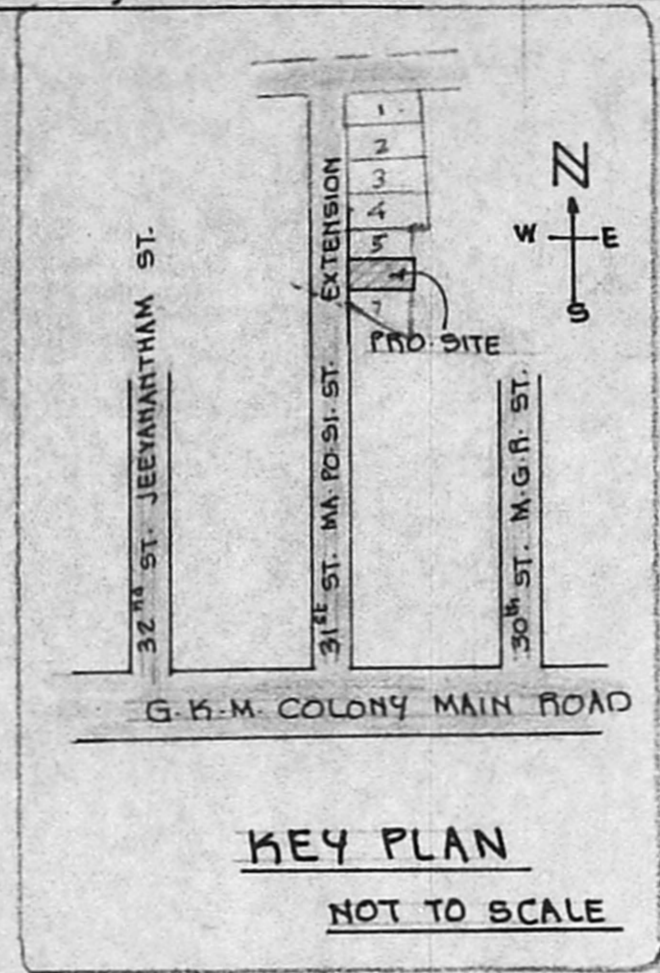 1
2
3
4
5
7
N
W
E
S
PRO. SITE
32nd ST. JEEVANANTHAM ST.
31st ST. MA. PO. SI. ST. EXTENSION
30th ST. M.G.R. ST.
G.K.M. COLONY MAIN ROAD
KEY PLAN
NOT TO SCALE